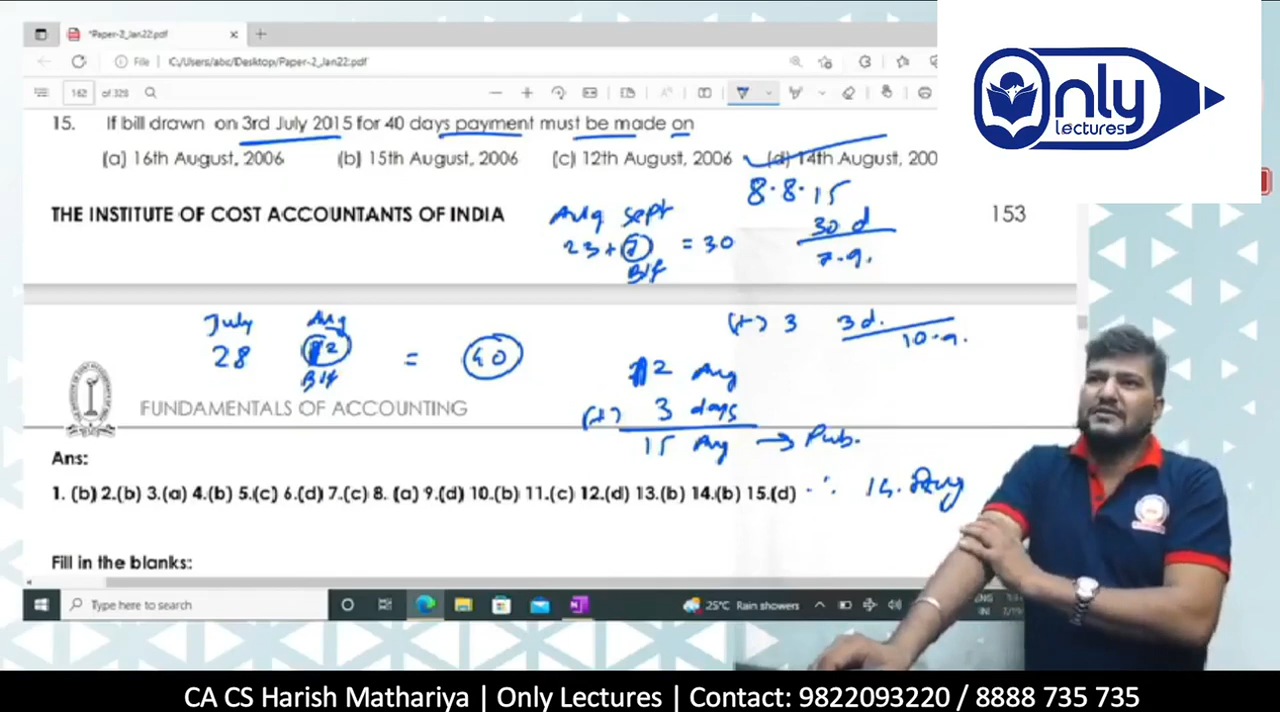 *Paper-2_Jan22.pdf
File C:/Users/abc/Desktop/Paper-2_Jan22.pdf
Only
lectures
162 of 328
15. If bill drawn on 3rd July 2015 for 40 days payment must be made on
(a) 16th August, 2006 (b) 15th August, 2006 (c) 12th August, 2006 (d) 14th August, 200
8.8.15
THE INSTITUTE OF COST ACCOUNTANTS OF INDIA 153
Aug Sept
30 d
23 + 7 = 30
7.9.
B/f
July Aug
(+) 3 3 d.
10.9.
28 12 = 40
B/f
12 Aug
FUNDAMENTALS OF ACCOUNTING
(+) 3 days
15 Aug → Pub.
Ans:
1. (b) 2.(b) 3.(a) 4.(b) 5.(c) 6.(d) 7.(c) 8. (a) 9.(d) 10.(b) 11.(c) 12.(d) 13.(b) 14.(b) 15.(d) ∴ 14. Aug
Fill in the blanks:
Type here to search
25°C Rain showers
ENG
CA CS Harish Mathariya | Only Lectures | Contact: 9822093220 / 8888 735 735